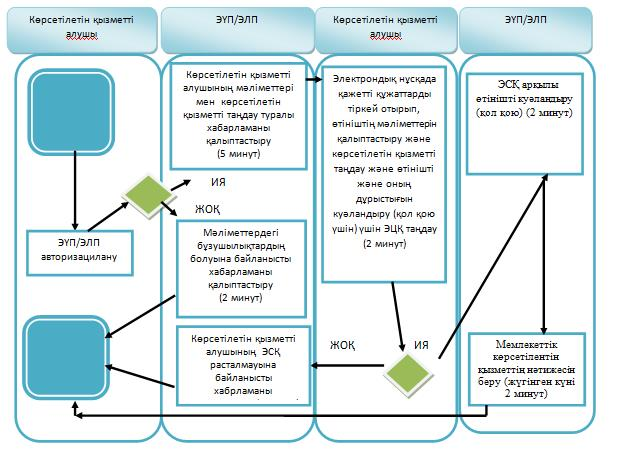 Көрсетілетін қызметті
алушы
ЭҮП/ЭЛП
Көрсетілетін қызметті
алушы
ЭҮП/ЭЛП
Көрсетілетін қызметті
алушының мәліметтері
мен көрсетілетін
қызметті таңдау туралы
хабарламаны
қалыптастыру
(5 минут)
Электрондық нұсқада
қажетті құжаттарды
тіркей отырып,
өтініштің мәліметтерін
қалыптастыру және
көрсетілетін қызметті
таңдау және өтінішті
және оның
дұрыстығын
куәландыру (қол қою
үшін) үшін ЭЦҚ таңдау
(2 минут)
ЭСҚ арқылы
өтінішті куәландыру
(қол қою) (2 минут)
ИЯ
ЖОҚ
ЭҮП/ЭЛП
авторизацилану
Мәліметтердегі
бұзушылықтардың
болуына байланысты
хабарламаны
қалыптастыру
(2 минут)
Көрсетілетін қызметті
алушының ЭСҚ
расталмауына
байланысты
хабрламаны
ЖОҚ
ИЯ
Мемлекеттік
көрсетілентін
қызметтің нәтижесін
беру (жүгінген күні
2 минут)